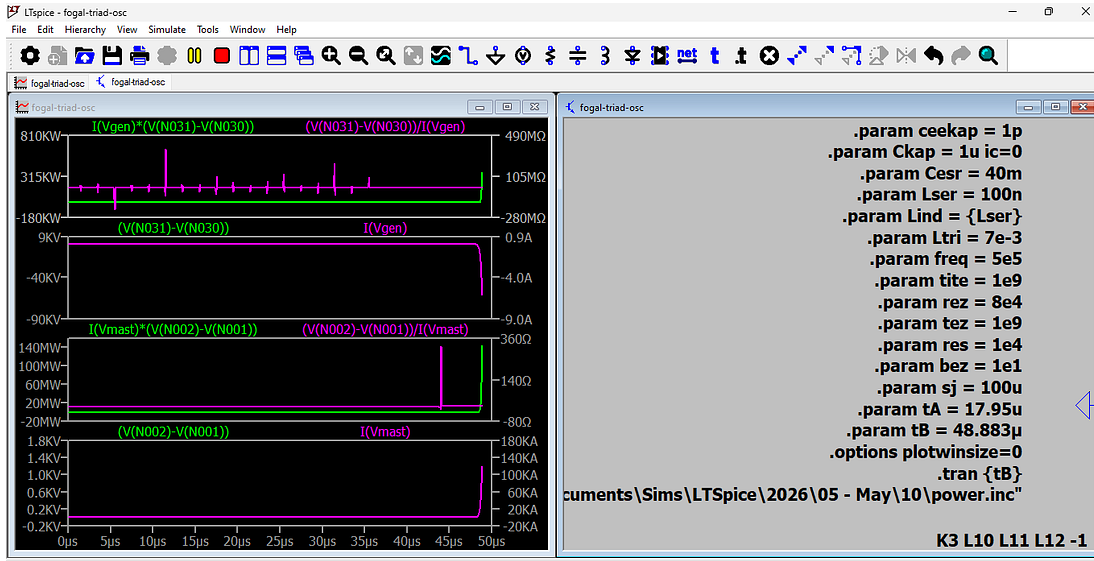 LTspice - fogal-triad-osc
File Edit Hierarchy View Simulate Tools Window Help
net t .t
fogal-triad-osc fogal-triad-osc
fogal-triad-osc
I(Vgen)*(V(N031)-V(N030)) (V(N031)-V(N030))/I(Vgen)
810KW 490MΩ
315KW 105MΩ
-180KW -280MΩ
(V(N031)-V(N030)) I(Vgen)
9KV 0.9A
-40KV -4.0A
-90KV -9.0A
I(Vmast)*(V(N002)-V(N001)) (V(N002)-V(N001))/I(Vmast)
360Ω
140MW
100MW
60MW 140Ω
20MW
-20MW -80Ω
(V(N002)-V(N001)) I(Vmast)
1.8KV 180KA
1.4KV 140KA
1.0KV 100KA
0.6KV 60KA
0.2KV 20KA
-0.2KV -20KA
0µs 5µs 10µs 15µs 20µs 25µs 30µs 35µs 40µs 45µs 50µs
fogal-triad-osc
.param ceekap = 1p
.param Ckap = 1u ic=0
.param Cesr = 40m
.param Lser = 100n
.param Lind = {Lser}
.param Ltri = 7e-3
.param freq = 5e5
.param tite = 1e9
.param rez = 8e4
.param tez = 1e9
.param res = 1e4
.param bez = 1e1
.param sj = 100u
.param tA = 17.95u
.param tB = 48.883µ
.options plotwinsize=0
.tran {tB}
cuments\Sims\LTSpice\2026\05 - May\10\power.inc"
K3 L10 L11 L12 -1